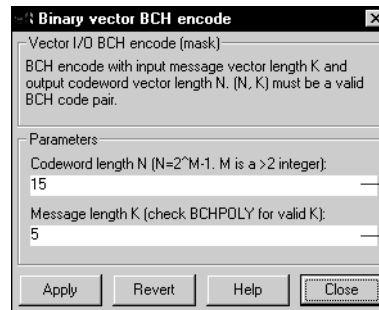 Binary vector BCH encode
Vector I/O BCH encode (mask)
BCH encode with input message vector length K and
output codeword vector length N. (N, K) must be a valid
BCH code pair.
Parameters
Codeword length N (N=2^M-1. M is a >2 integer):
15
Message length K (check BCHPOLY for valid K):
5
Apply Revert Help Close